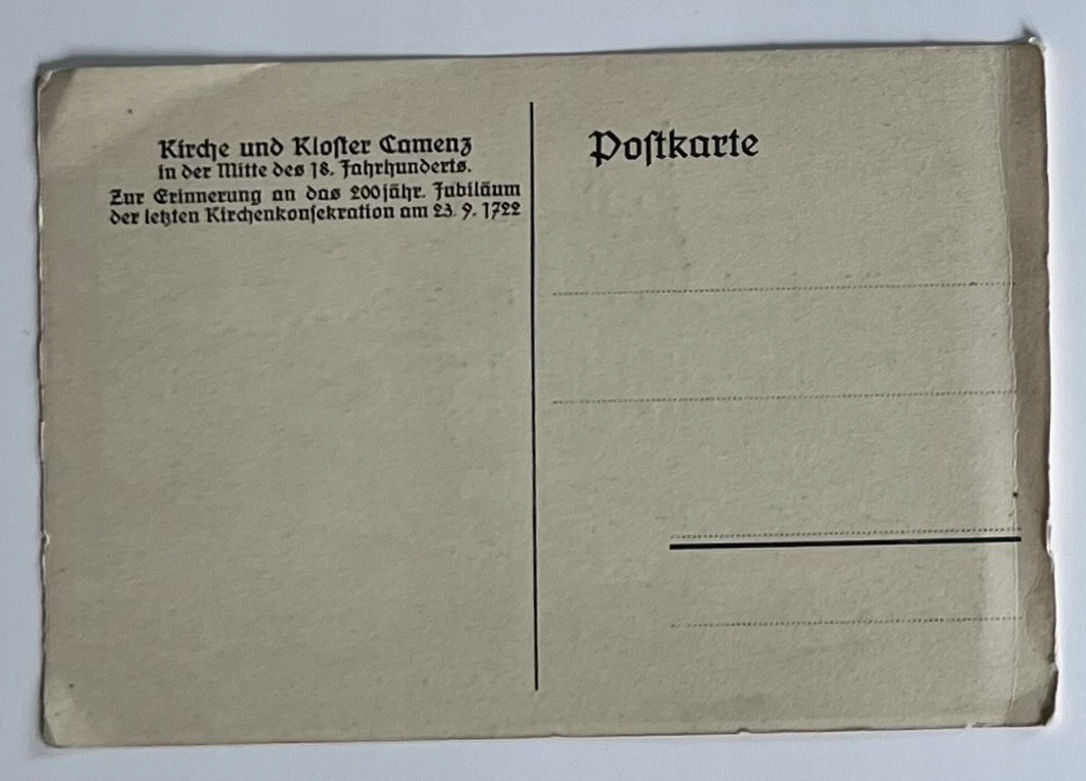 Kirche und Kloster Camenz
in der Mitte des 18. Jahrhunderts.
Zur Erinnerung an das 200jähr. Jubiläum
der letzten Kirchenkonsekration am 23. 9. 1722
Postkarte